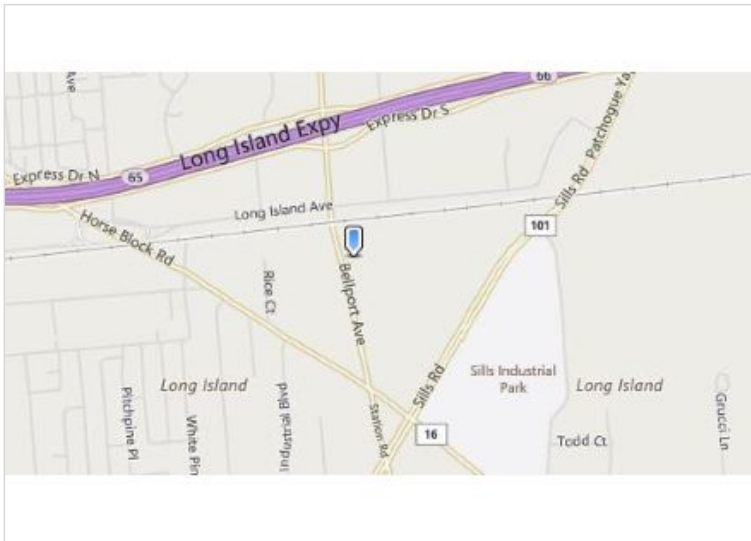 Ave
66
Patchogue Ya
Long Island Expy
Express Dr S
Express Dr N
65
Long Island Ave
Sills Rd
101
Horse Block Rd
Rice Ct
Bellport Ave
Sills Industrial
Park
Long Island
Long Island
Sills Rd
Pitchpine Pl
White Pin
Industrial Blvd
Station Rd
16
Todd Ct
Grucci Ln